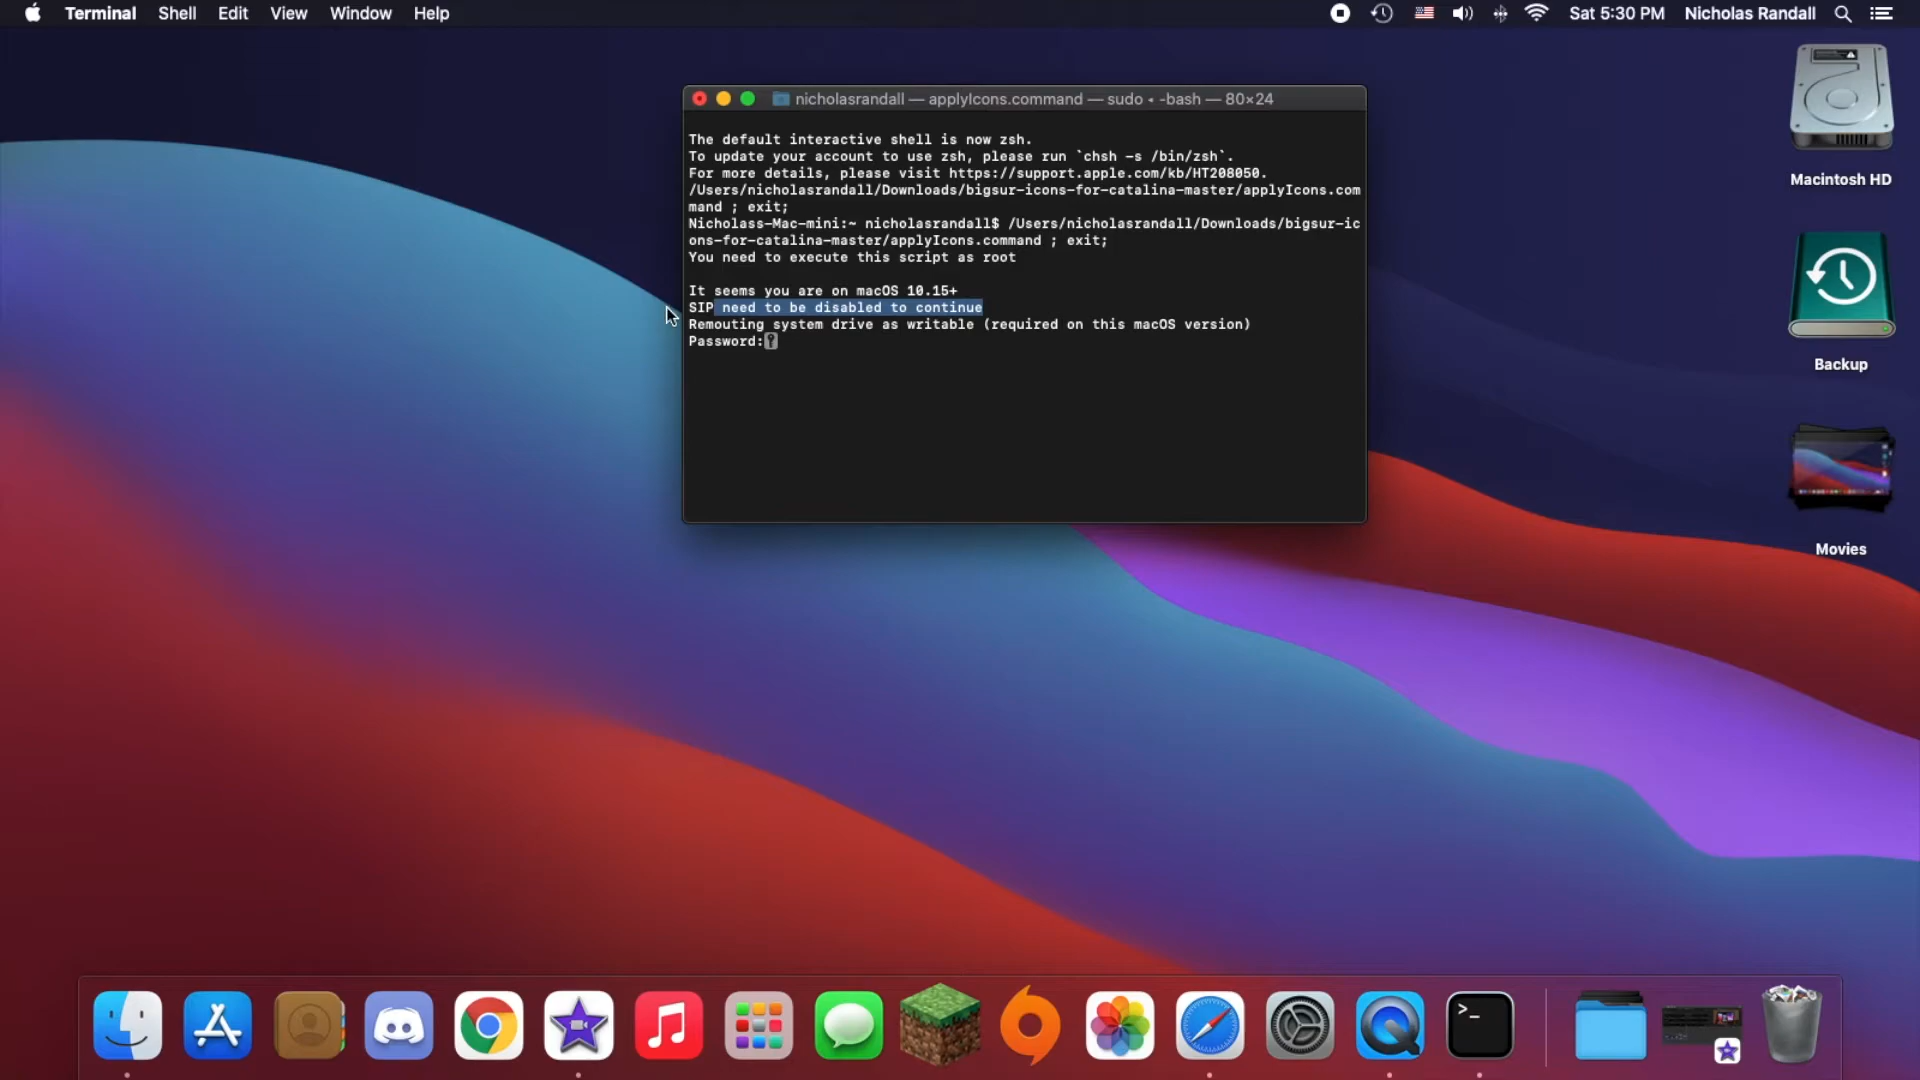 Terminal Shell Edit View Window Help Sat 5:30 PM Nicholas Randall
nicholasrandall — applyIcons.command — sudo ◂ -bash — 80×24
The default interactive shell is now zsh.
To update your account to use zsh, please run `chsh -s /bin/zsh`.
For more details, please visit https://support.apple.com/kb/HT208050.
/Users/nicholasrandall/Downloads/bigsur-icons-for-catalina-master/applyIcons.com
mand ; exit;
Nicholass-Mac-mini:~ nicholasrandall$ /Users/nicholasrandall/Downloads/bigsur-ic
ons-for-catalina-master/applyIcons.command ; exit;
You need to execute this script as root
It seems you are on macOS 10.15+
SIP need to be disabled to continue
Remouting system drive as writable (required on this macOS version)
Password:
Macintosh HD
Backup
Movies
>_